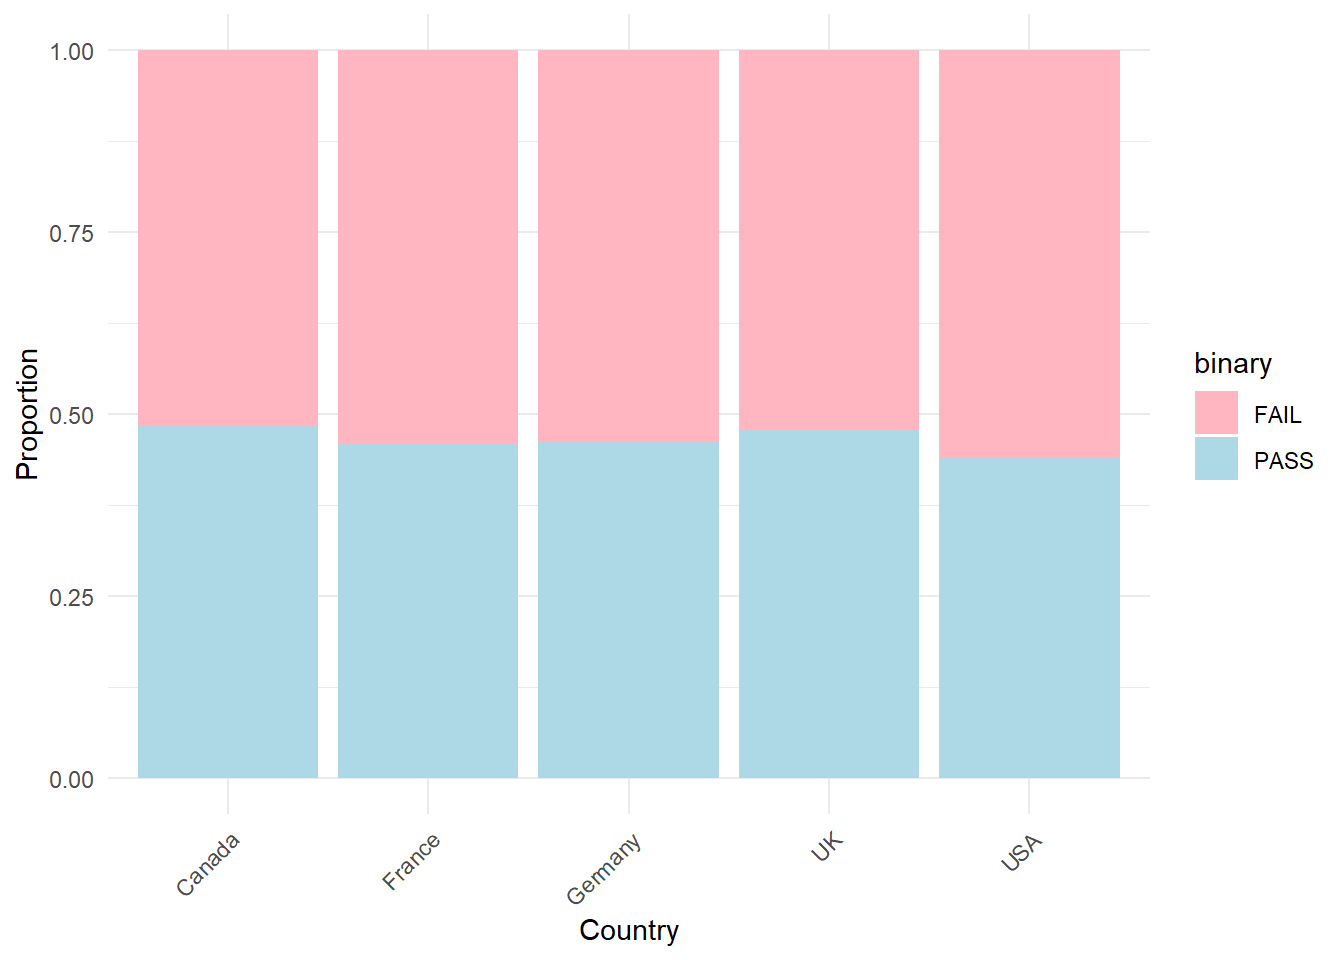 1.00
0.75
0.50
0.25
0.00
Proportion
Canada
France
Germany
UK
USA
Country
binary
FAIL
PASS